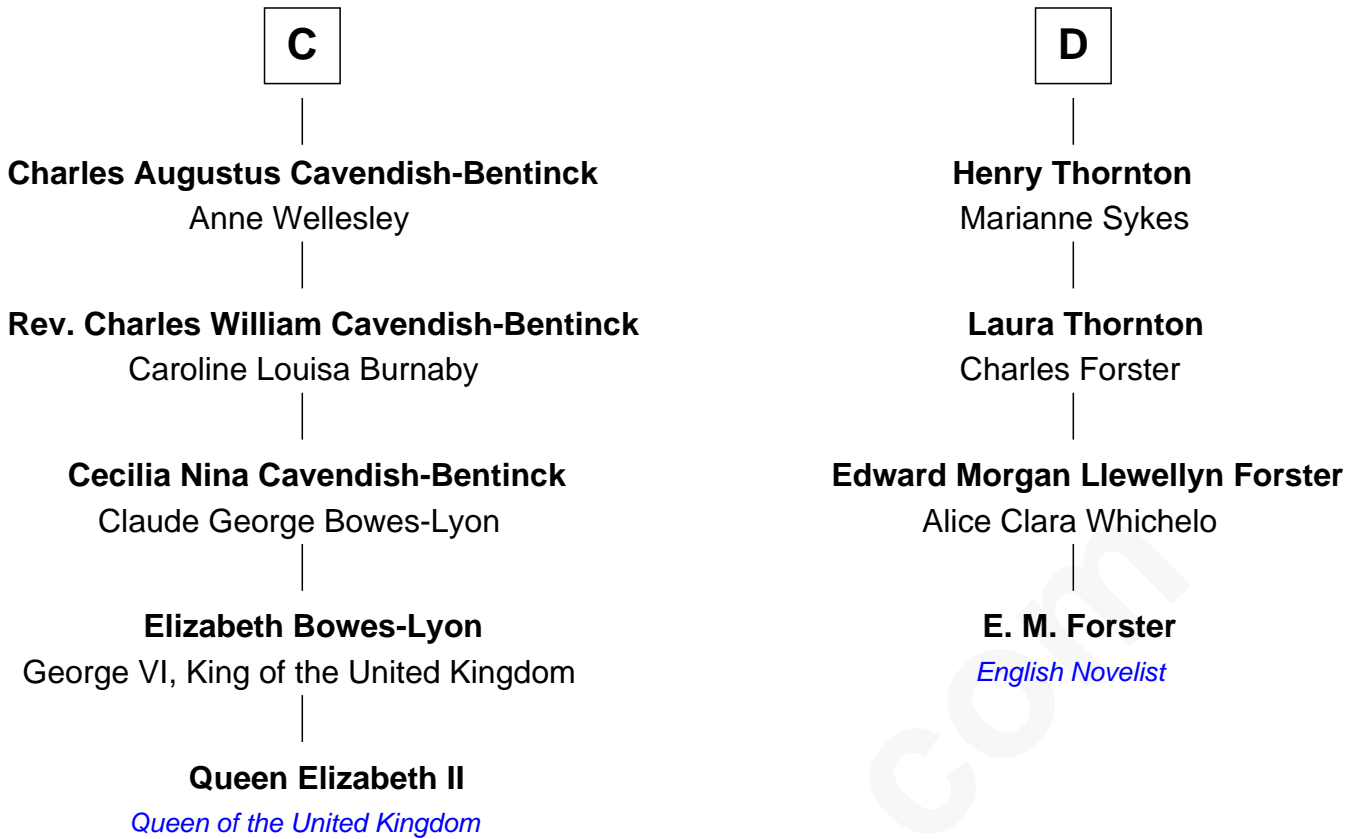 C
Charles Augustus Cavendish-Bentinck
Anne Wellesley
Rev. Charles William Cavendish-Bentinck
Caroline Louisa Burnaby
Cecilia Nina Cavendish-Bentinck
Claude George Bowes-Lyon
Elizabeth Bowes-Lyon
George VI, King of the United Kingdom
Queen Elizabeth II
Queen of the United Kingdom
D
Henry Thornton
Marianne Sykes
Laura Thornton
Charles Forster
Edward Morgan Llewellyn Forster
Alice Clara Whichelo
E. M. Forster
English Novelist
com